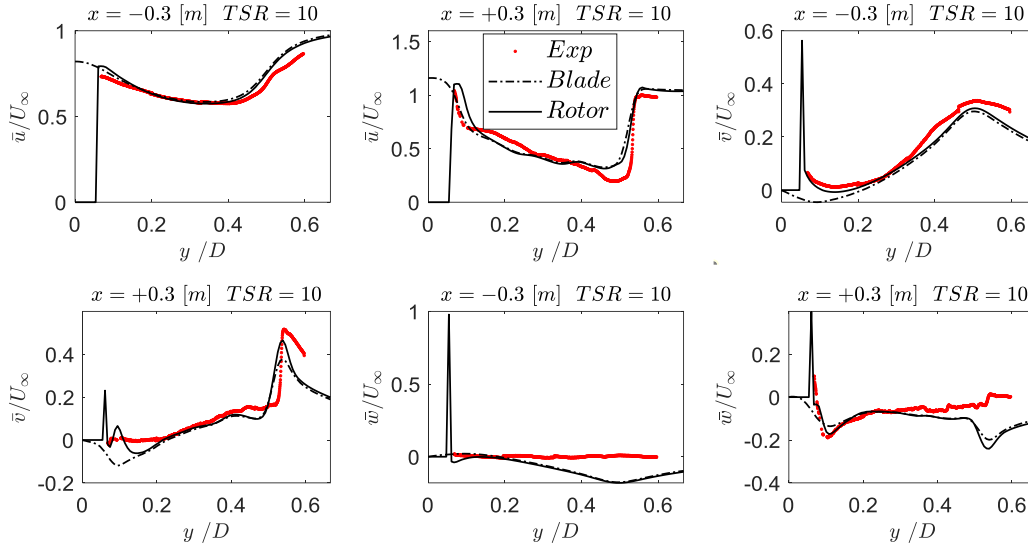 x = −0.3 [m] TSR = 10
x = +0.3 [m] TSR = 10
x = −0.3 [m] TSR = 10
1
0.5
0
ū/U∞
0 0.2 0.4 0.6
y /D
1.5
1
0.5
0
ū/U∞
Exp
Blade
Rotor
0 0.2 0.4 0.6
y /D
0.4
0.2
0
v̄/U∞
0 0.2 0.4 0.6
y /D
x = +0.3 [m] TSR = 10
x = −0.3 [m] TSR = 10
x = +0.3 [m] TSR = 10
0.4
0.2
0
-0.2
v̄/U∞
0 0.2 0.4 0.6
y /D
1
0.5
0
w̄/U∞
0 0.2 0.4 0.6
y /D
0.2
0
-0.2
-0.4
w̄/U∞
0 0.2 0.4 0.6
y /D